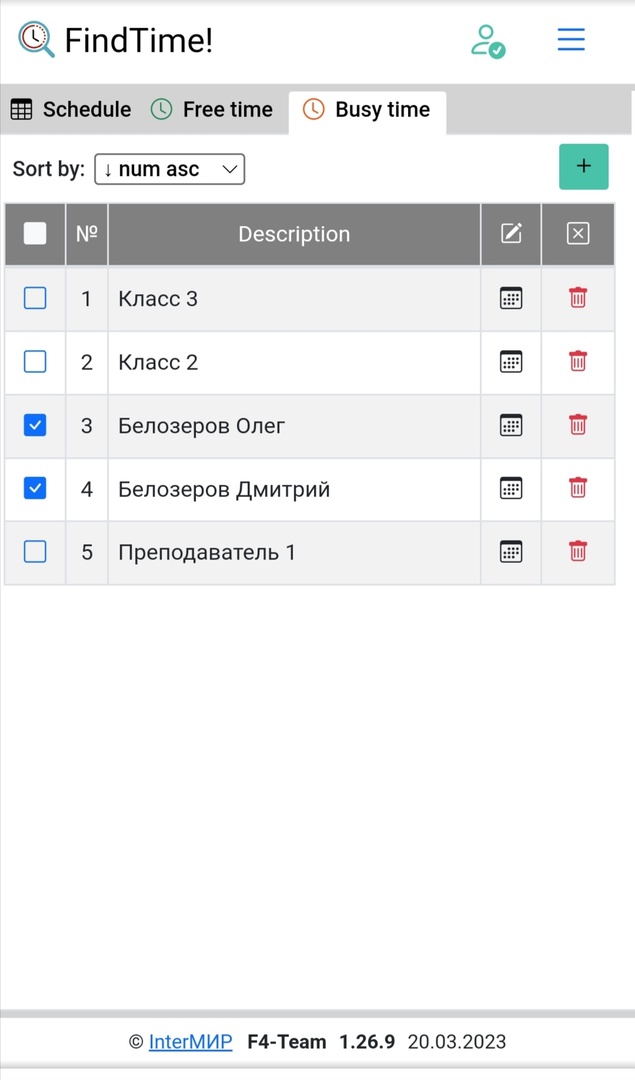 FindTime!
Schedule Free time Busy time
Sort by: ↓ num asc +
№ Description
1 Класс 3
2 Класс 2
3 Белозеров Олег
4 Белозеров Дмитрий
5 Преподаватель 1
© InterМИР F4-Team 1.26.9 20.03.2023